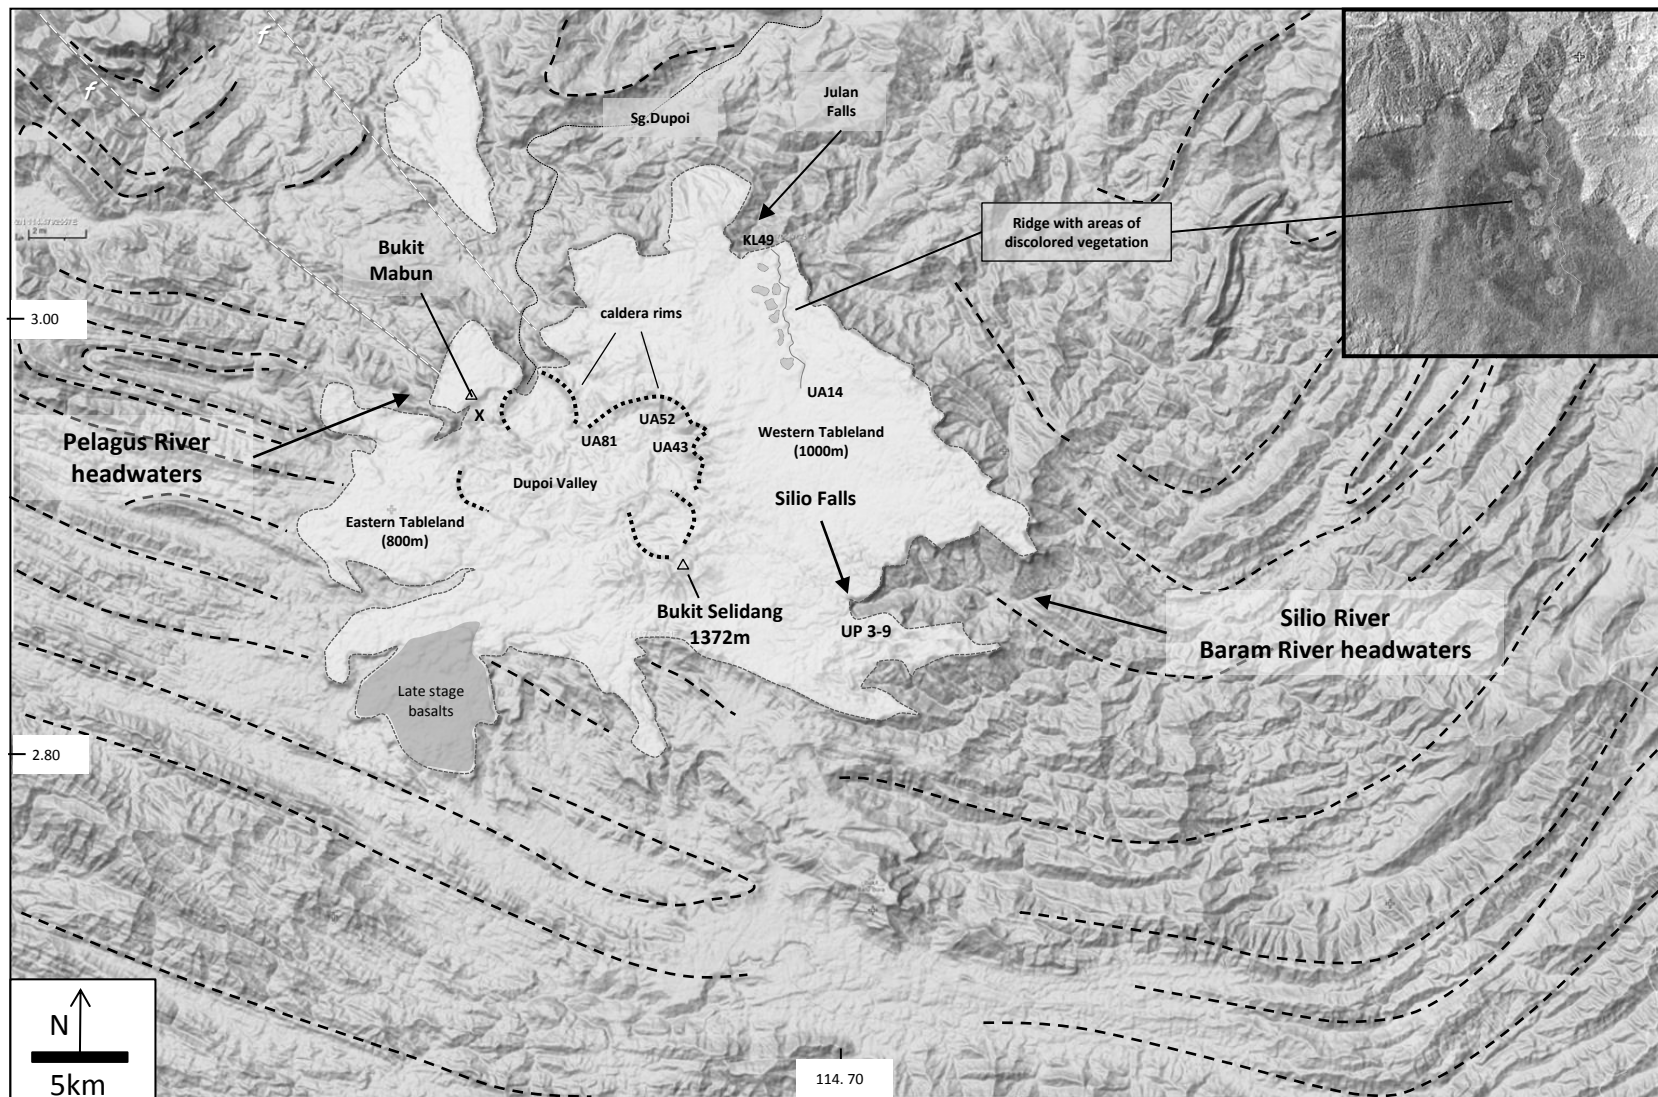 f
f
Sg.Dupoi
Julan
Falls
KL49
Ridge with areas of
discolored vegetation
2 mi
Bukit
Mabun
3.00
caldera rims
X
UA14
UA52
UA81
UA43
Western Tableland
(1000m)
Pelagus River
headwaters
Dupoi Valley
Silio Falls
Eastern Tableland
(800m)
Bukit Selidang
1372m
UP 3-9
Silio River
Baram River headwaters
Late stage
basalts
2.80
N
5km
114. 70